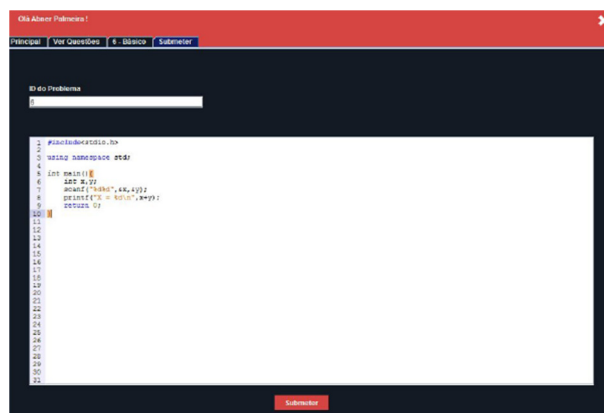 Olá Abner Palmeira !
Principal Ver Questões 6 - Básico Submeter
ID do Problema
6
1 #include<stdio.h>
2
3 using namespace std;
4
5 int main(){
6 int x,y;
7 scanf("%d%d",&x,&y);
8 printf("X = %d\n",x+y);
9 return 0;
10 }
11
12
13
14
15
16
17
18
19
20
21
22
23
24
25
26
27
28
29
30
31
Submeter